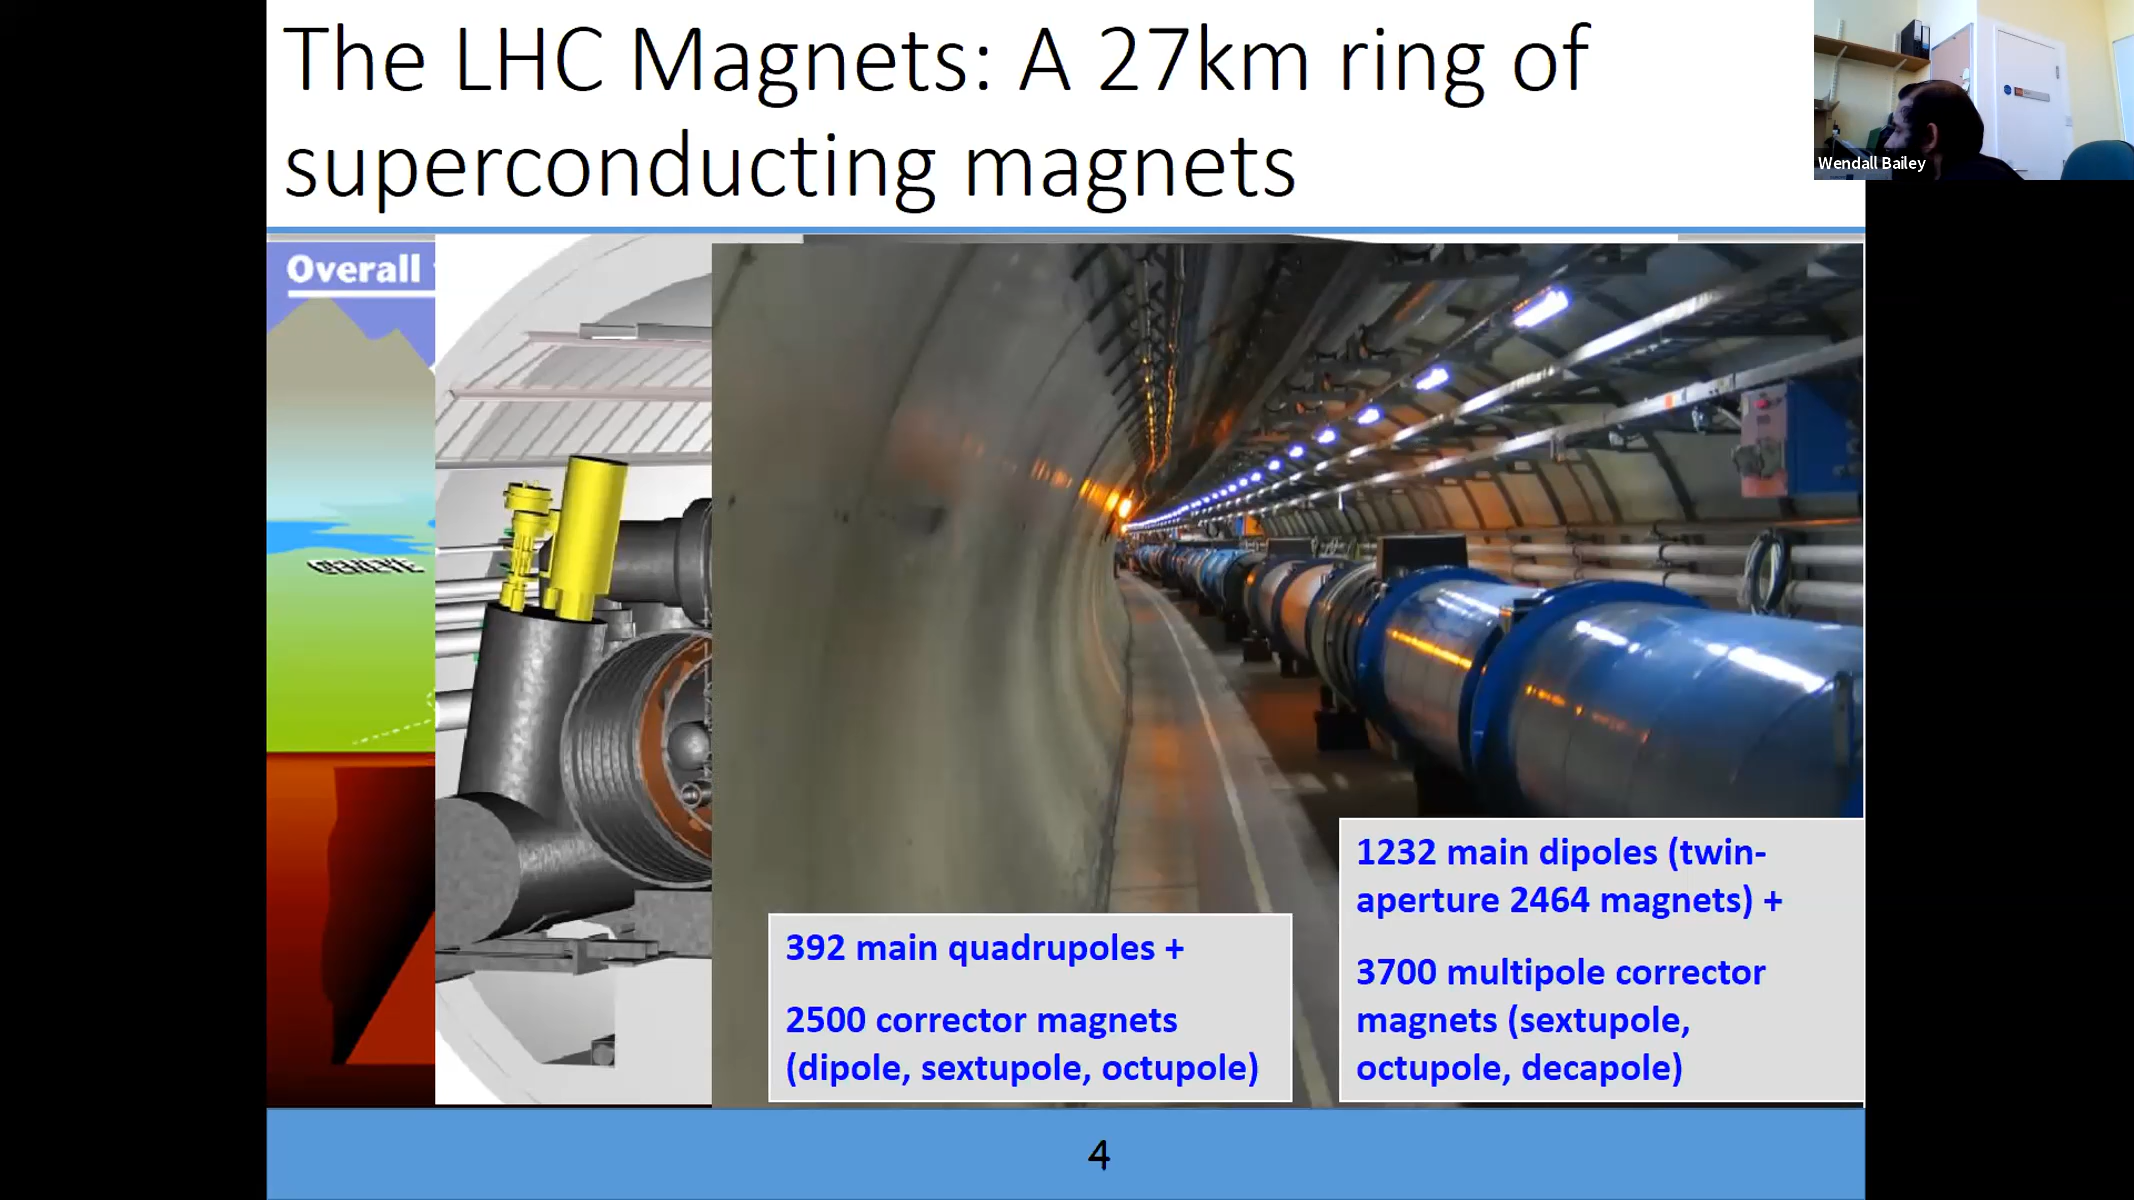 The LHC Magnets: A 27km ring of
superconducting magnets
Wendall Bailey
Overall
GENEVE
392 main quadrupoles +
2500 corrector magnets
(dipole, sextupole, octupole)
1232 main dipoles (twin-
aperture 2464 magnets) +
3700 multipole corrector
magnets (sextupole,
octupole, decapole)
4